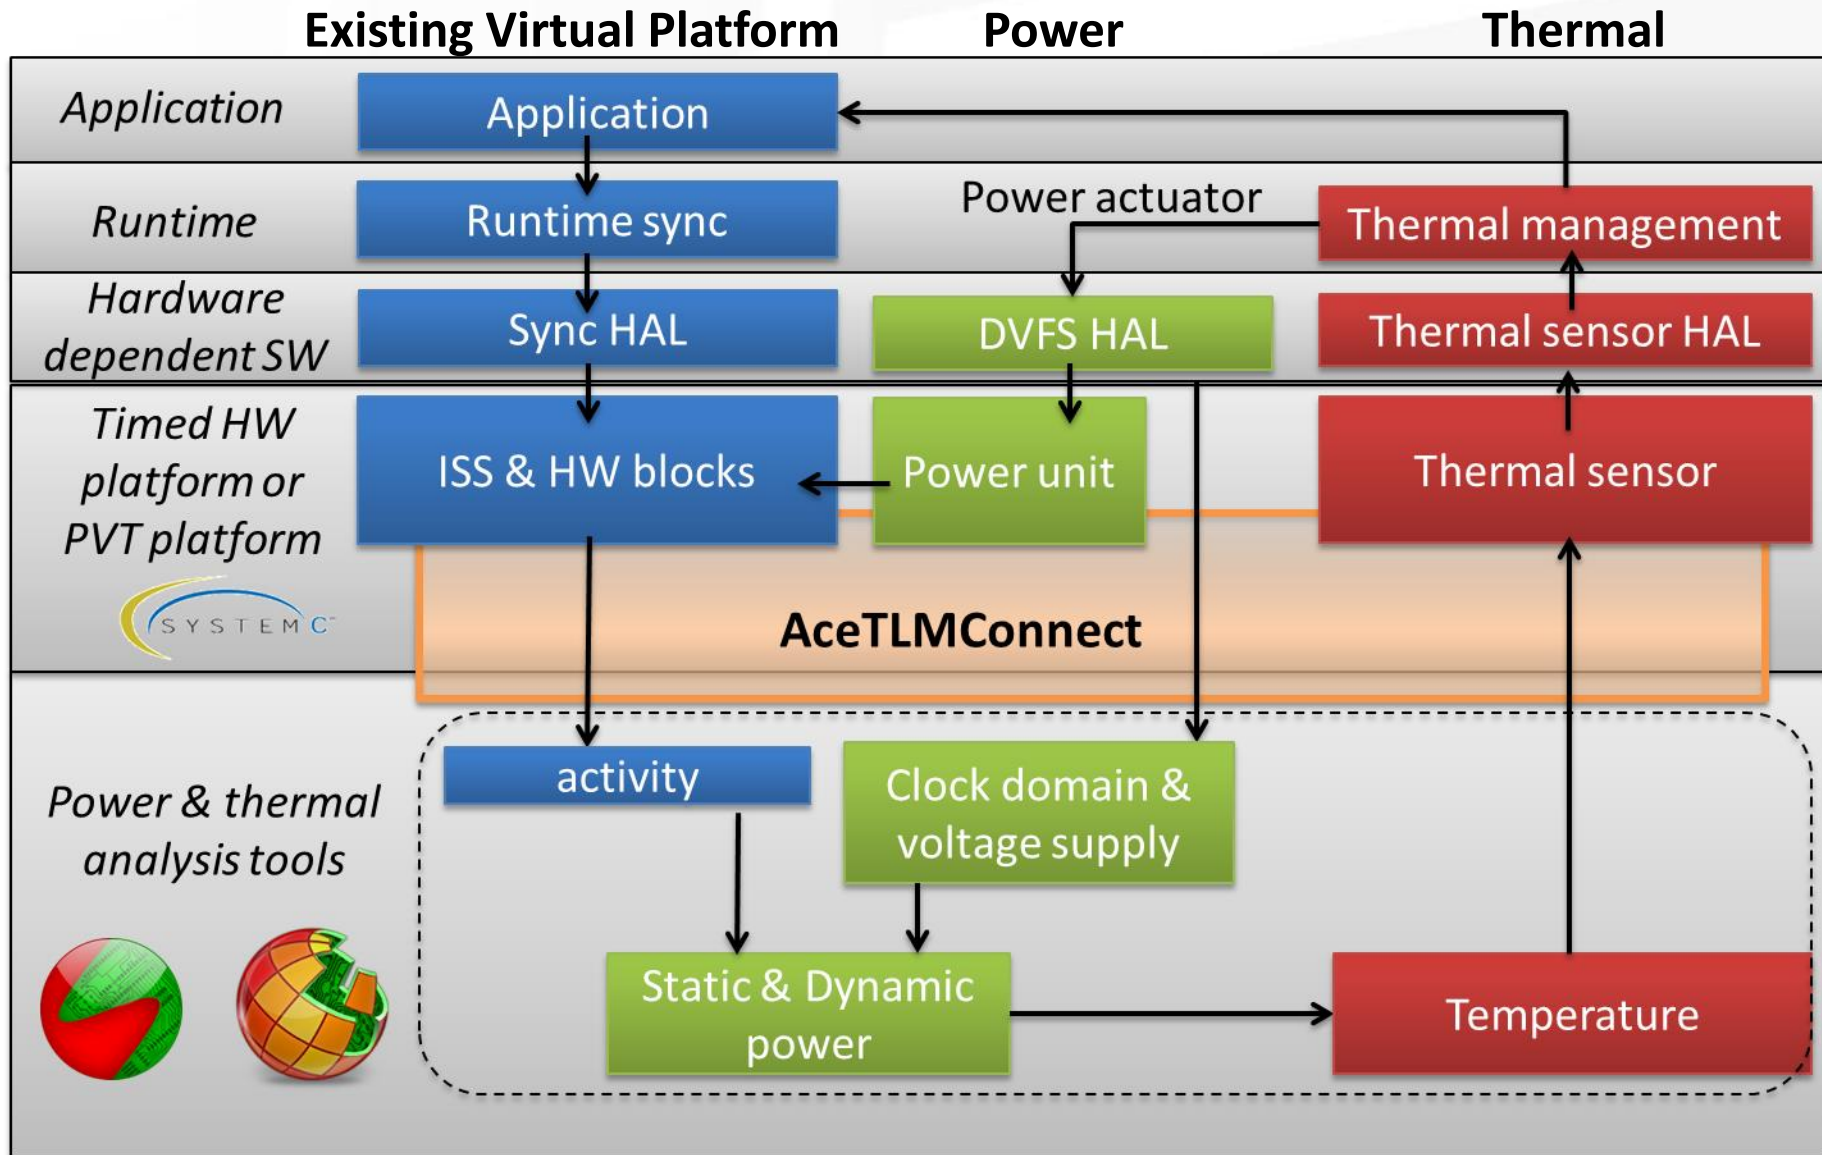 Existing Virtual Platform
Power
Thermal
Application
Application
Runtime
Runtime sync
Power actuator
Thermal management
Hardware
dependent SW
Sync HAL
DVFS HAL
Thermal sensor HAL
Timed HW
platform or
PVT platform
ISS & HW blocks
Power unit
Thermal sensor
SYSTEM C™
AceTLMConnect
Power & thermal
analysis tools
activity
Clock domain &
voltage supply
Static & Dynamic
power
Temperature